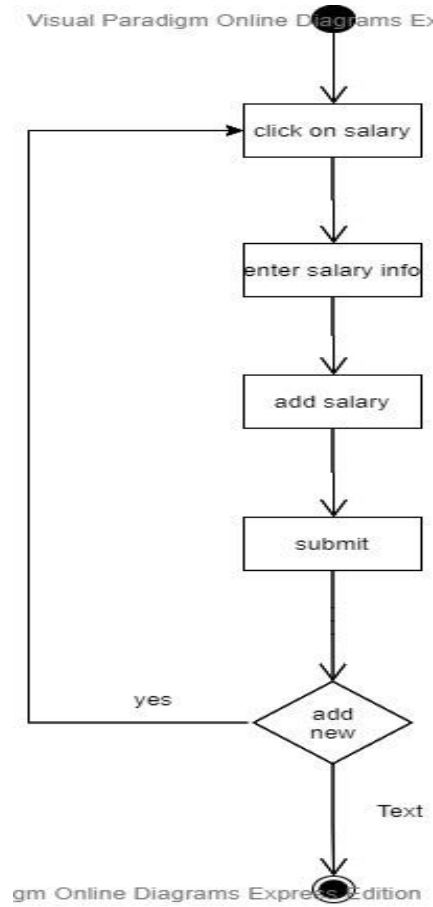 Visual Paradigm Online Diagrams Ex
click on salary
enter salary info
add salary
submit
yes
add
new
Text
gm Online Diagrams Express Edition